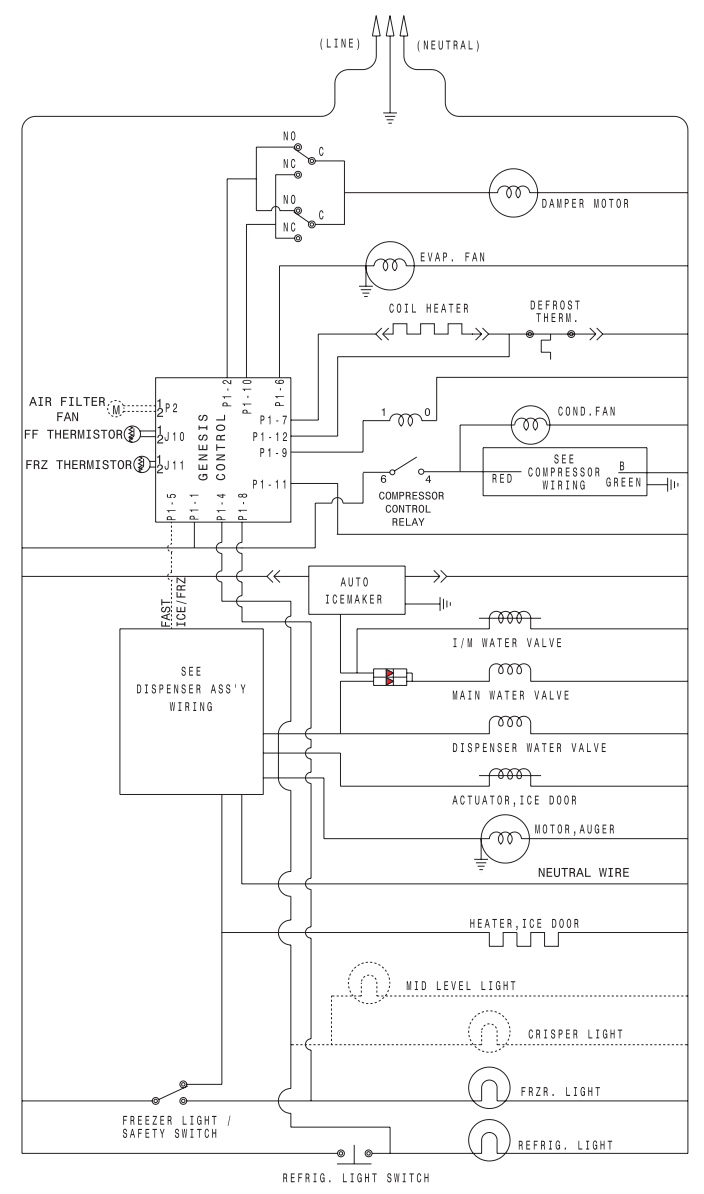 (LINE)
(NEUTRAL)
NO
C
NC
NO
C
NC
DAMPER MOTOR
EVAP. FAN
COIL HEATER
DEFROST
THERM.
AIR FILTER
FAN
M
1
2
P2
FF THERMISTOR
1
2
J10
FRZ THERMISTOR
1
2
J11
GENESIS
CONTROL
P1-2
P1-10
P1-6
P1-7
P1-12
P1-9
P1-11
P1-5
P1-1
P1-4
P1-8
1
0
COND.FAN
6
4
COMPRESSOR
CONTROL
RELAY
SEE
COMPRESSOR
WIRING
RED
B
GREEN
FAST
ICE/FRZ
AUTO
ICEMAKER
I/M WATER VALVE
SEE
DISPENSER ASS'Y
WIRING
MAIN WATER VALVE
DISPENSER WATER VALVE
ACTUATOR,ICE DOOR
MOTOR,AUGER
NEUTRAL WIRE
HEATER,ICE DOOR
MID LEVEL LIGHT
CRISPER LIGHT
FRZR. LIGHT
FREEZER LIGHT /
SAFETY SWITCH
REFRIG. LIGHT
REFRIG. LIGHT SWITCH